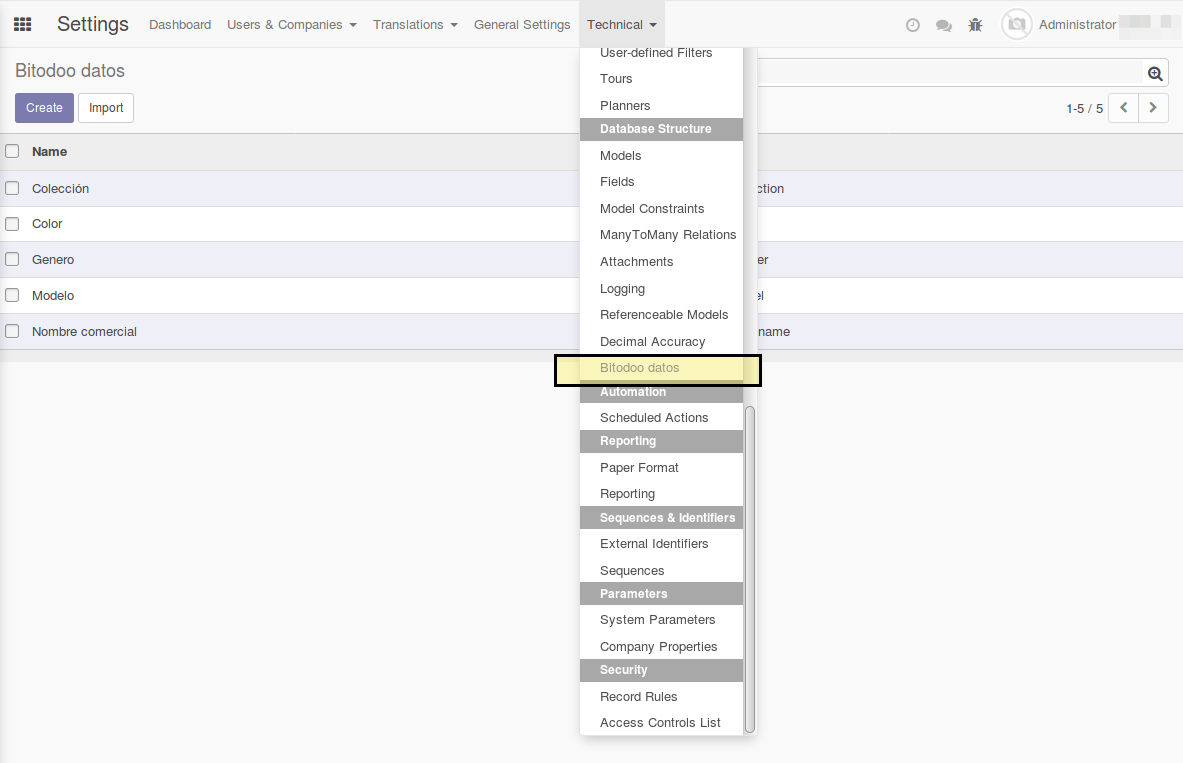 Settings Dashboard Users & Companies Translations General Settings Technical Administrator
Bitodoo datos
Create Import
1-5 / 5
Name
Colección
Color
Genero
Modelo
Nombre comercial
ction
er
el
name
User-defined Filters
Tours
Planners
Database Structure
Models
Fields
Model Constraints
ManyToMany Relations
Attachments
Logging
Referenceable Models
Decimal Accuracy
Bitodoo datos
Automation
Scheduled Actions
Reporting
Paper Format
Reporting
Sequences & Identifiers
External Identifiers
Sequences
Parameters
System Parameters
Company Properties
Security
Record Rules
Access Controls List